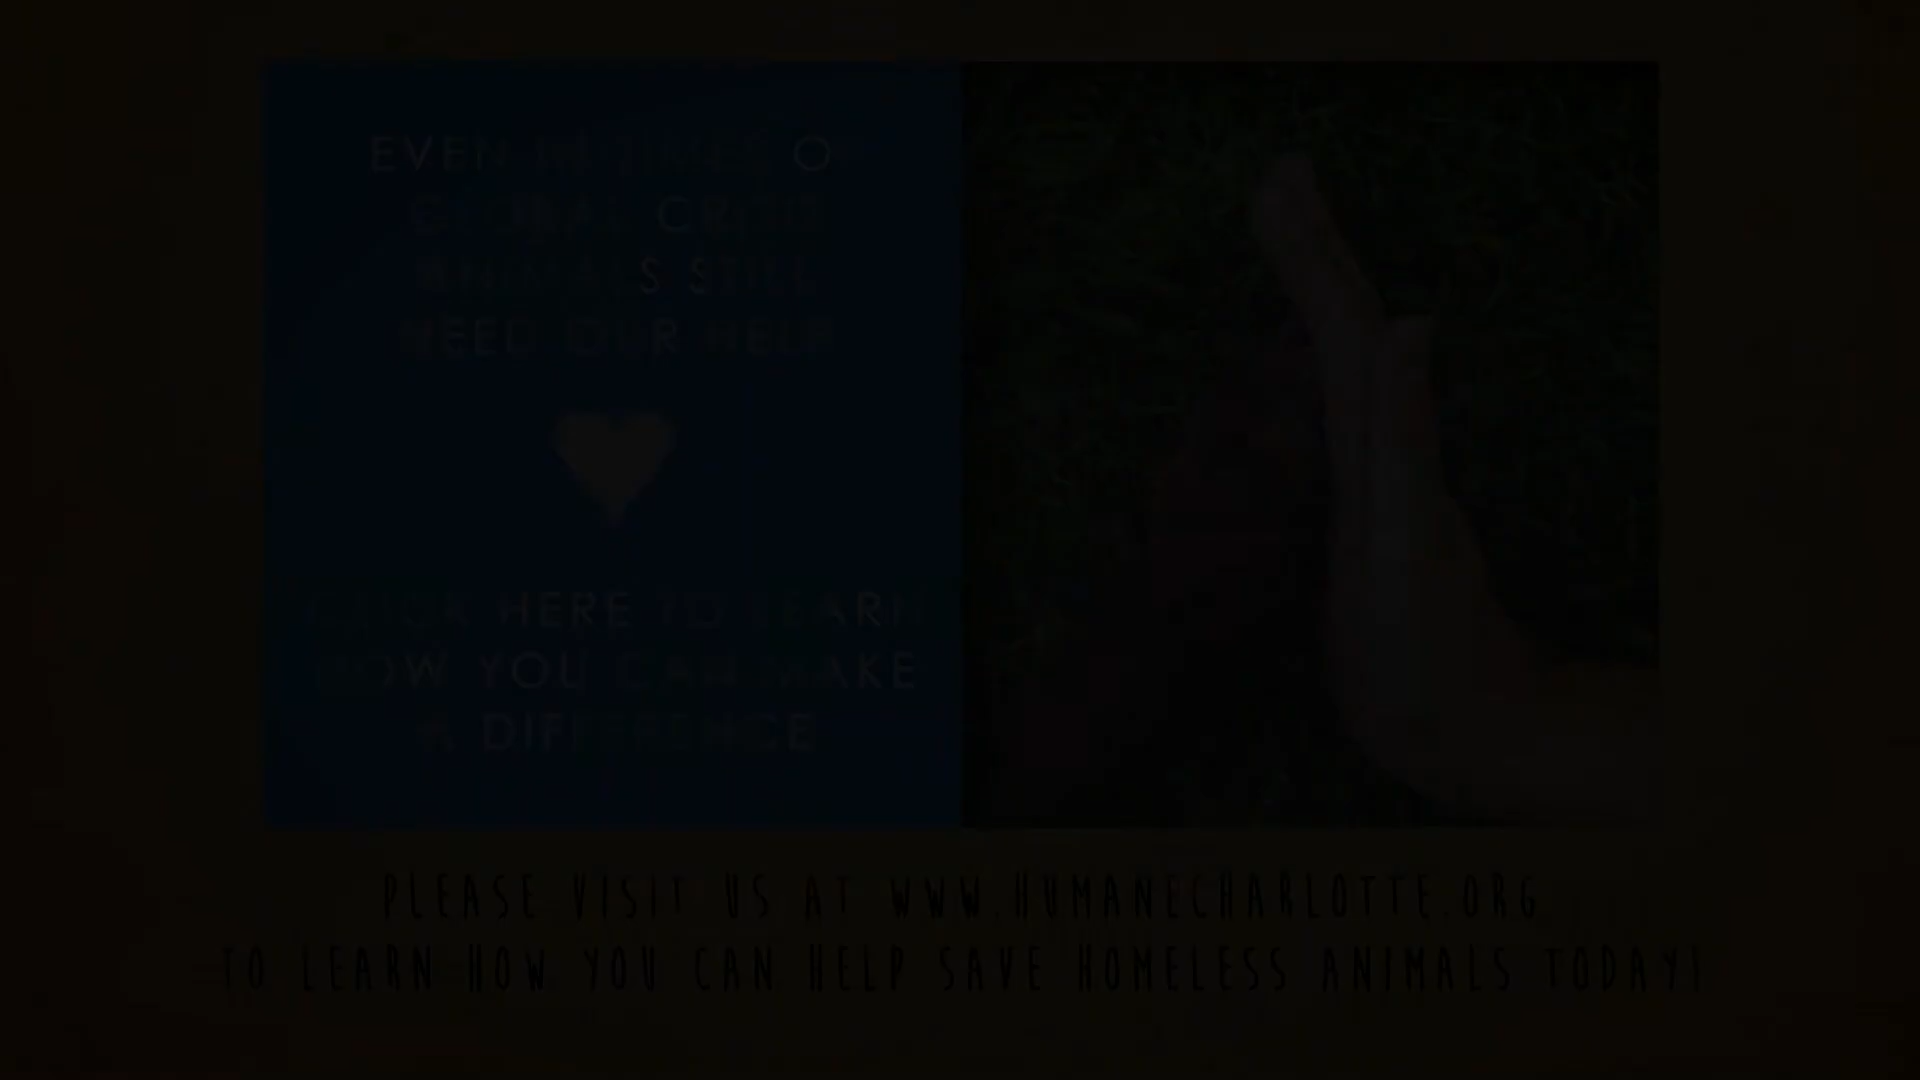 EVEN IN TIMES O
GLOBAL CRISIS
ANIMALS STILL
NEED OUR HELP
CLICK HERE TO LEARN
HOW YOU CAN MAKE
A DIFFERENCE
PLEASE VISIT US AT WWW.HUMANECHARLOTTE.ORG
TO LEARN HOW YOU CAN HELP SAVE HOMELESS ANIMALS TODAY!